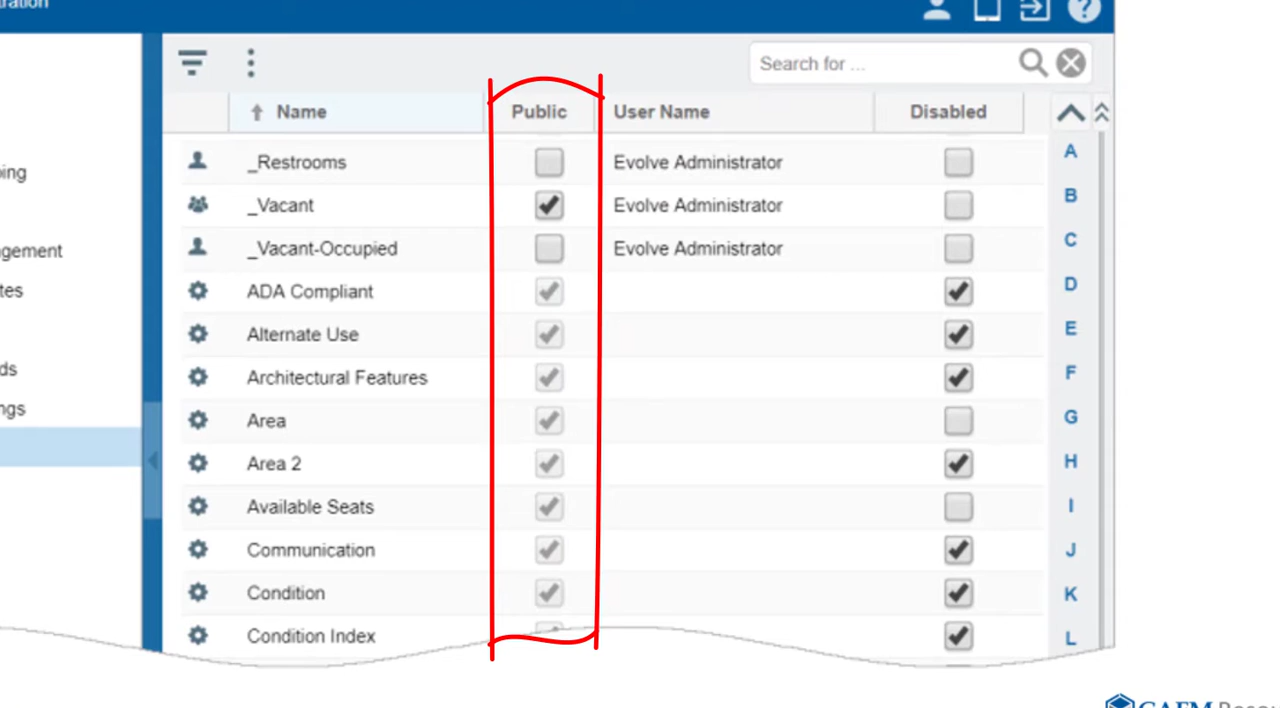 Search for ...
Name Public User Name Disabled
_Restrooms Evolve Administrator A
_Vacant Evolve Administrator B
_Vacant-Occupied Evolve Administrator C
ADA Compliant D
Alternate Use E
Architectural Features F
Area G
Area 2 H
Available Seats I
Communication J
Condition K
Condition Index L